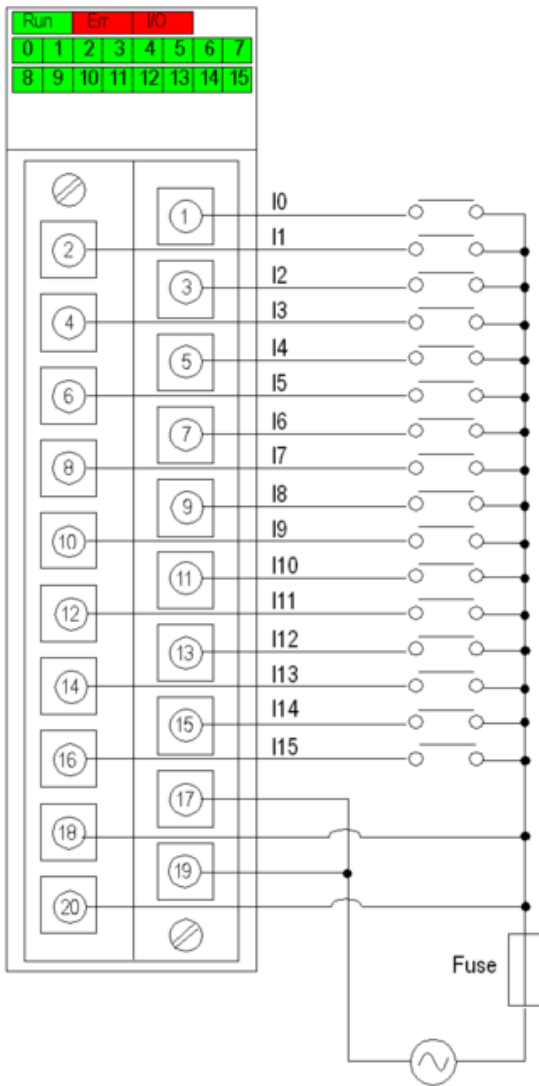 Run Err I/O
0 1 2 3 4 5 6 7
8 9 10 11 12 13 14 15
1 I0
2 I1
3 I2
4 I3
5 I4
6 I5
7 I6
8 I7
9 I8
10 I9
11 I10
12 I11
13 I12
14 I13
15 I14
16 I15
17
18
19
20
Fuse